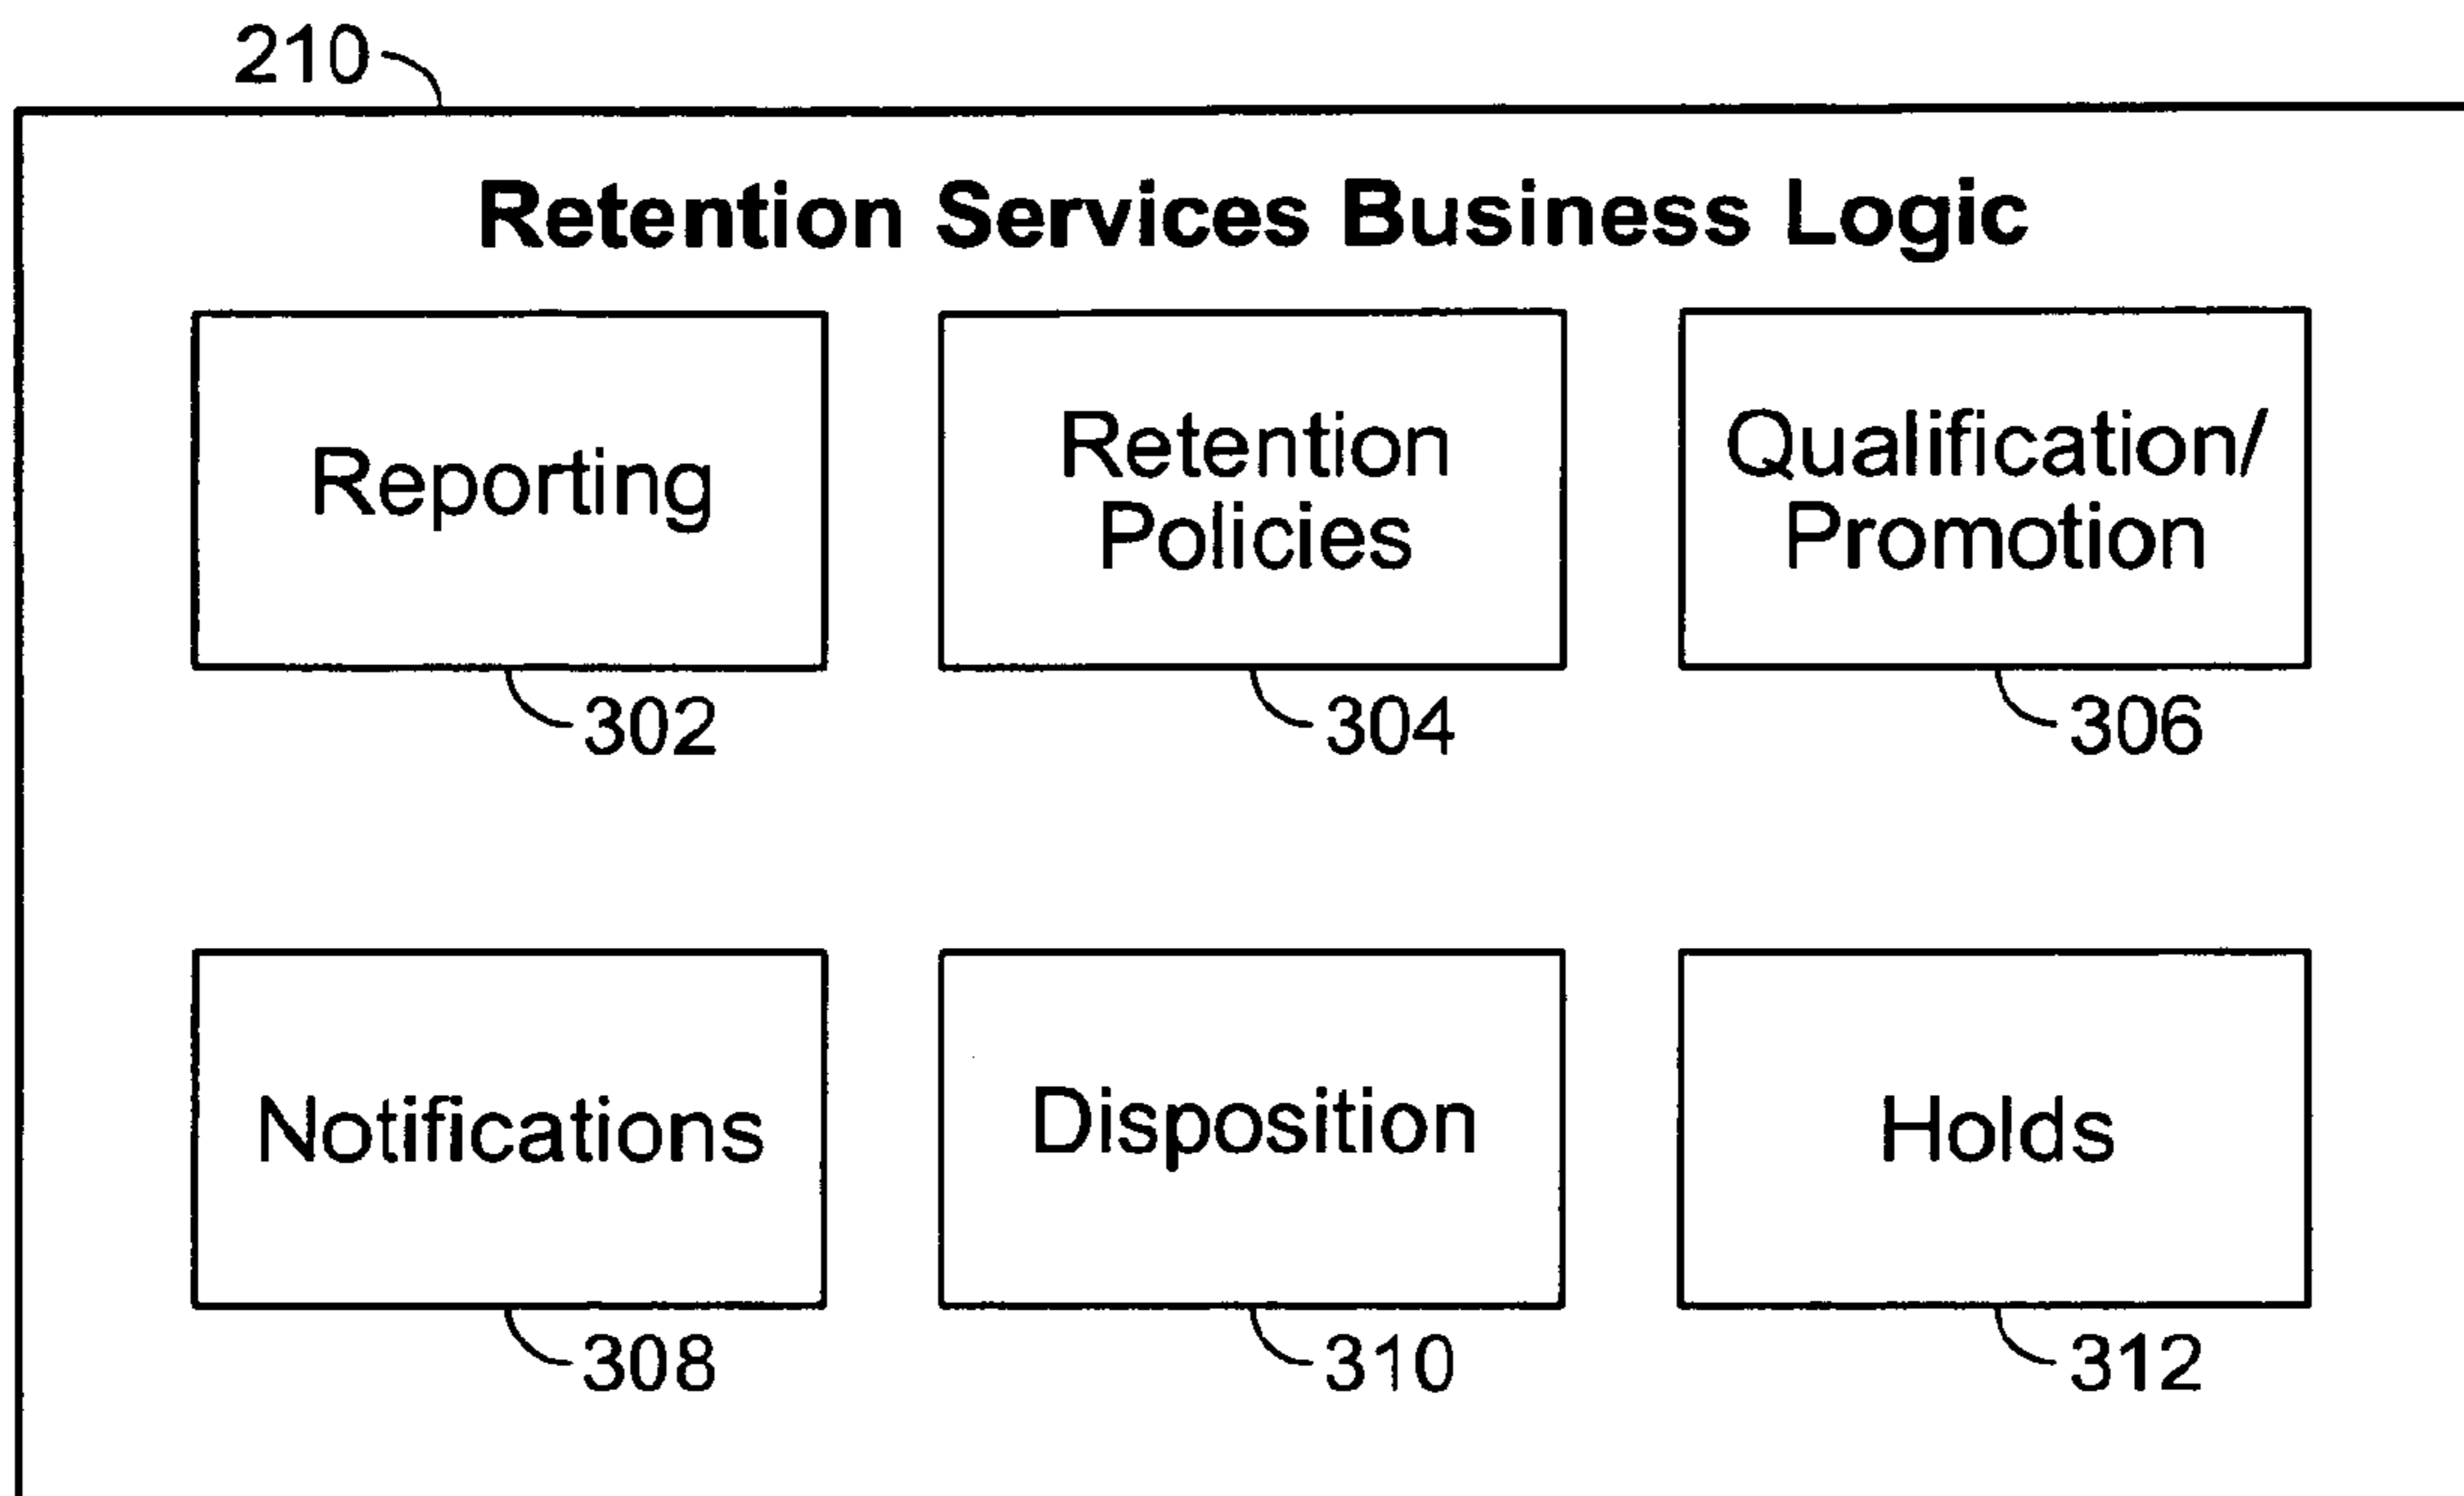 210
Retention Services Business Logic
Reporting
302
Retention
Policies
304
Qualification/
Promotion
306
Notifications
308
Disposition
310
Holds
312